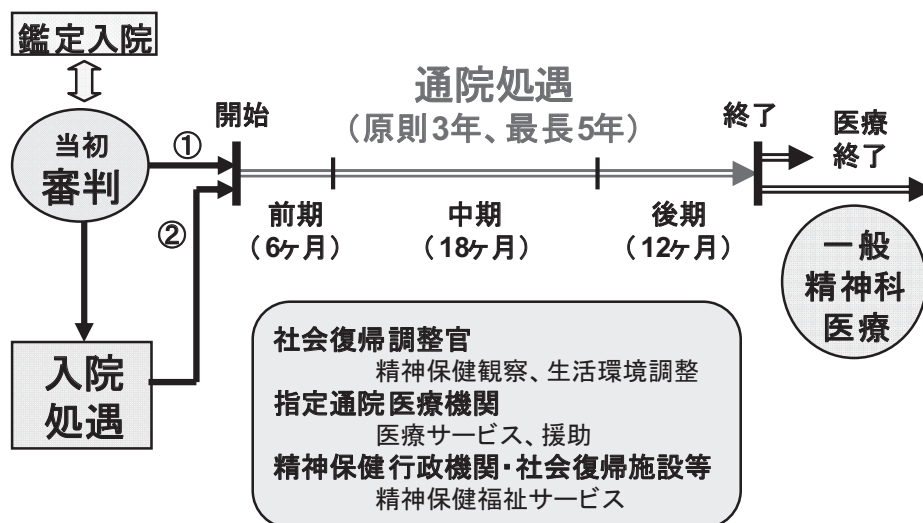 鑑定入院
当初
審判
入院
処遇
①
②
開始
通院処遇
（原則3年、最長5年）
前期
（6ヶ月）
中期
（18ヶ月）
後期
（12ヶ月）
終了
医療
終了
一般
精神科
医療
社会復帰調整官
精神保健観察、生活環境調整
指定通院医療機関
医療サービス、援助
精神保健行政機関・社会復帰施設等
精神保健福祉サービス